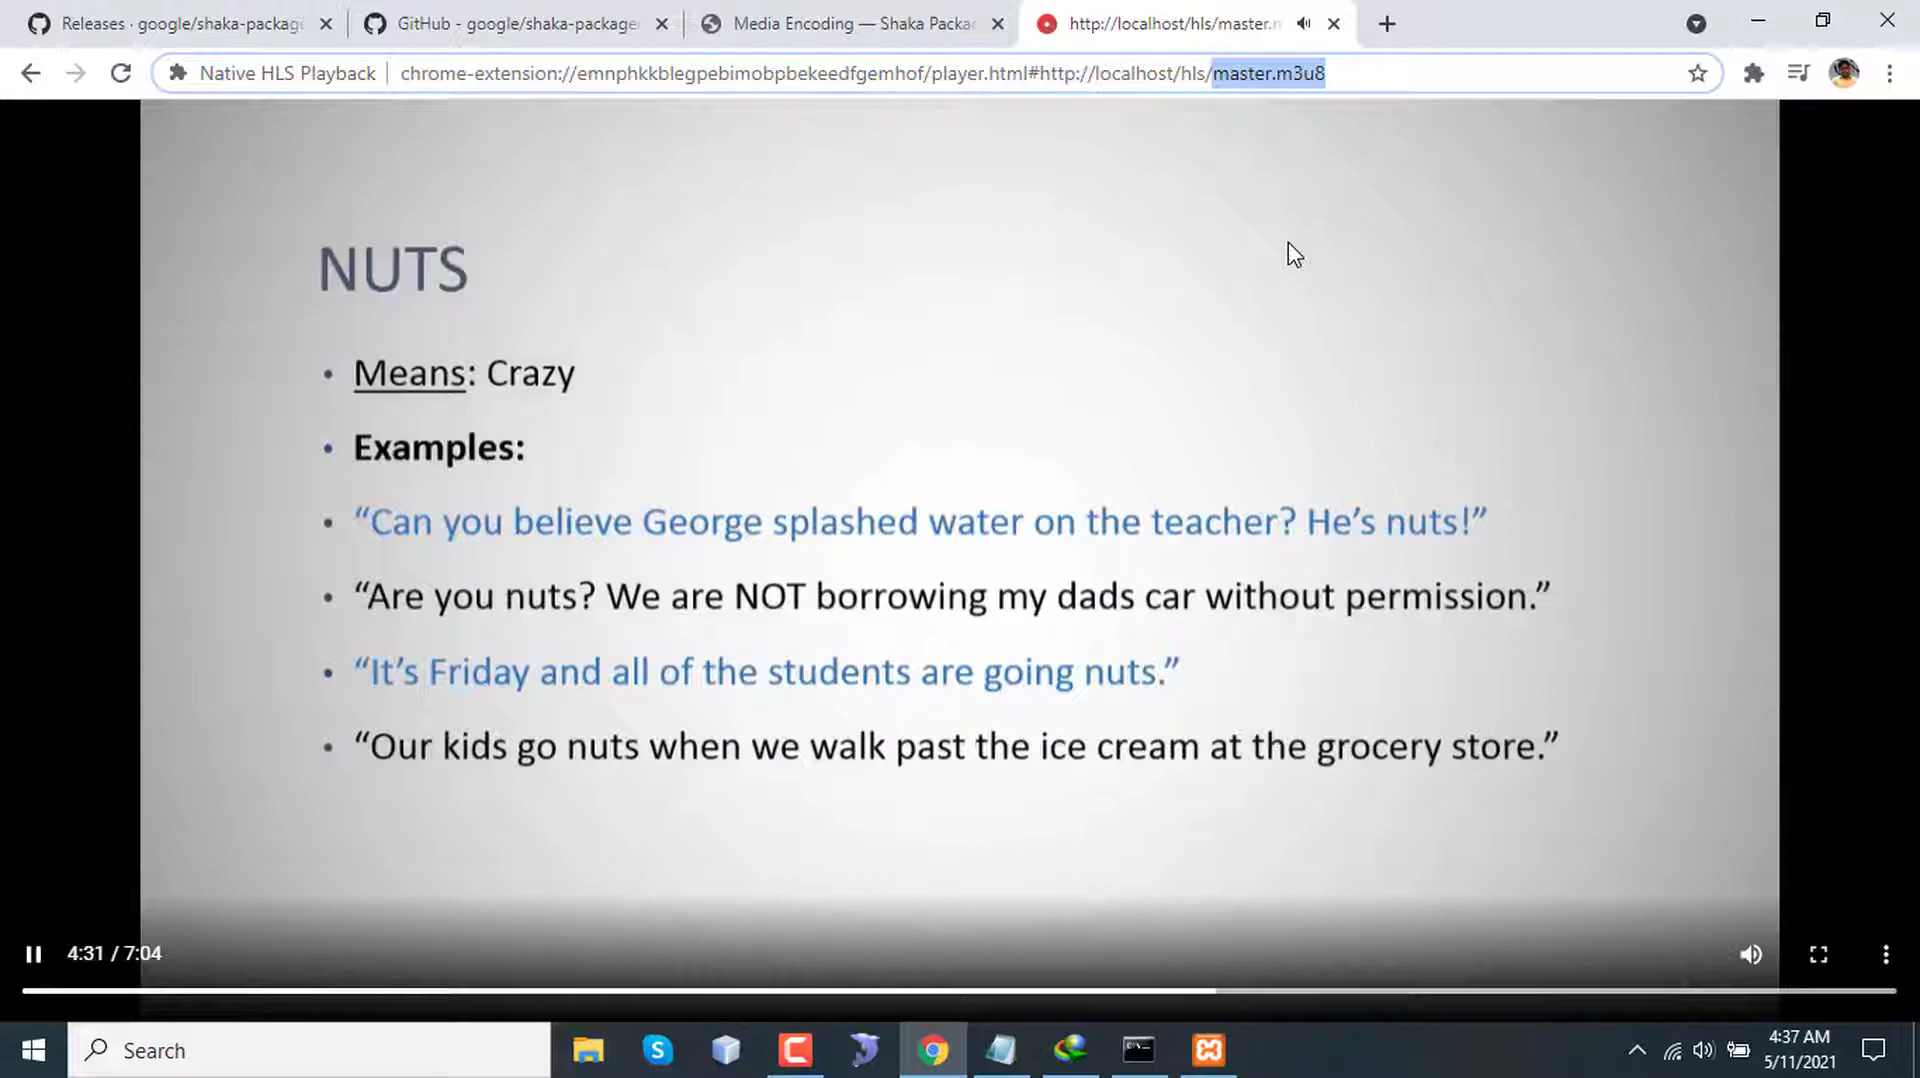 Releases · google/shaka-package
GitHub - google/shaka-package
Media Encoding — Shaka Packa
http://localhost/hls/master.m
Native HLS Playback
chrome-extension://emnphkkblegpebimobpbekeedfgemhof/player.html#http://localhost/hls/master.m3u8
NUTS
• Means: Crazy
• Examples:
• “Can you believe George splashed water on the teacher? He’s nuts!”
• “Are you nuts? We are NOT borrowing my dads car without permission.”
• “It’s Friday and all of the students are going nuts.”
• “Our kids go nuts when we walk past the ice cream at the grocery store.”
4:31 / 7:04
Search
4:37 AM
5/11/2021